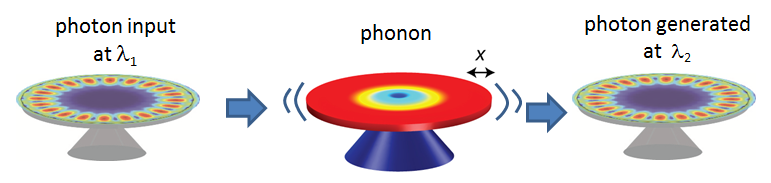 photon input
at λ1
phonon
x
photon generated
at λ2